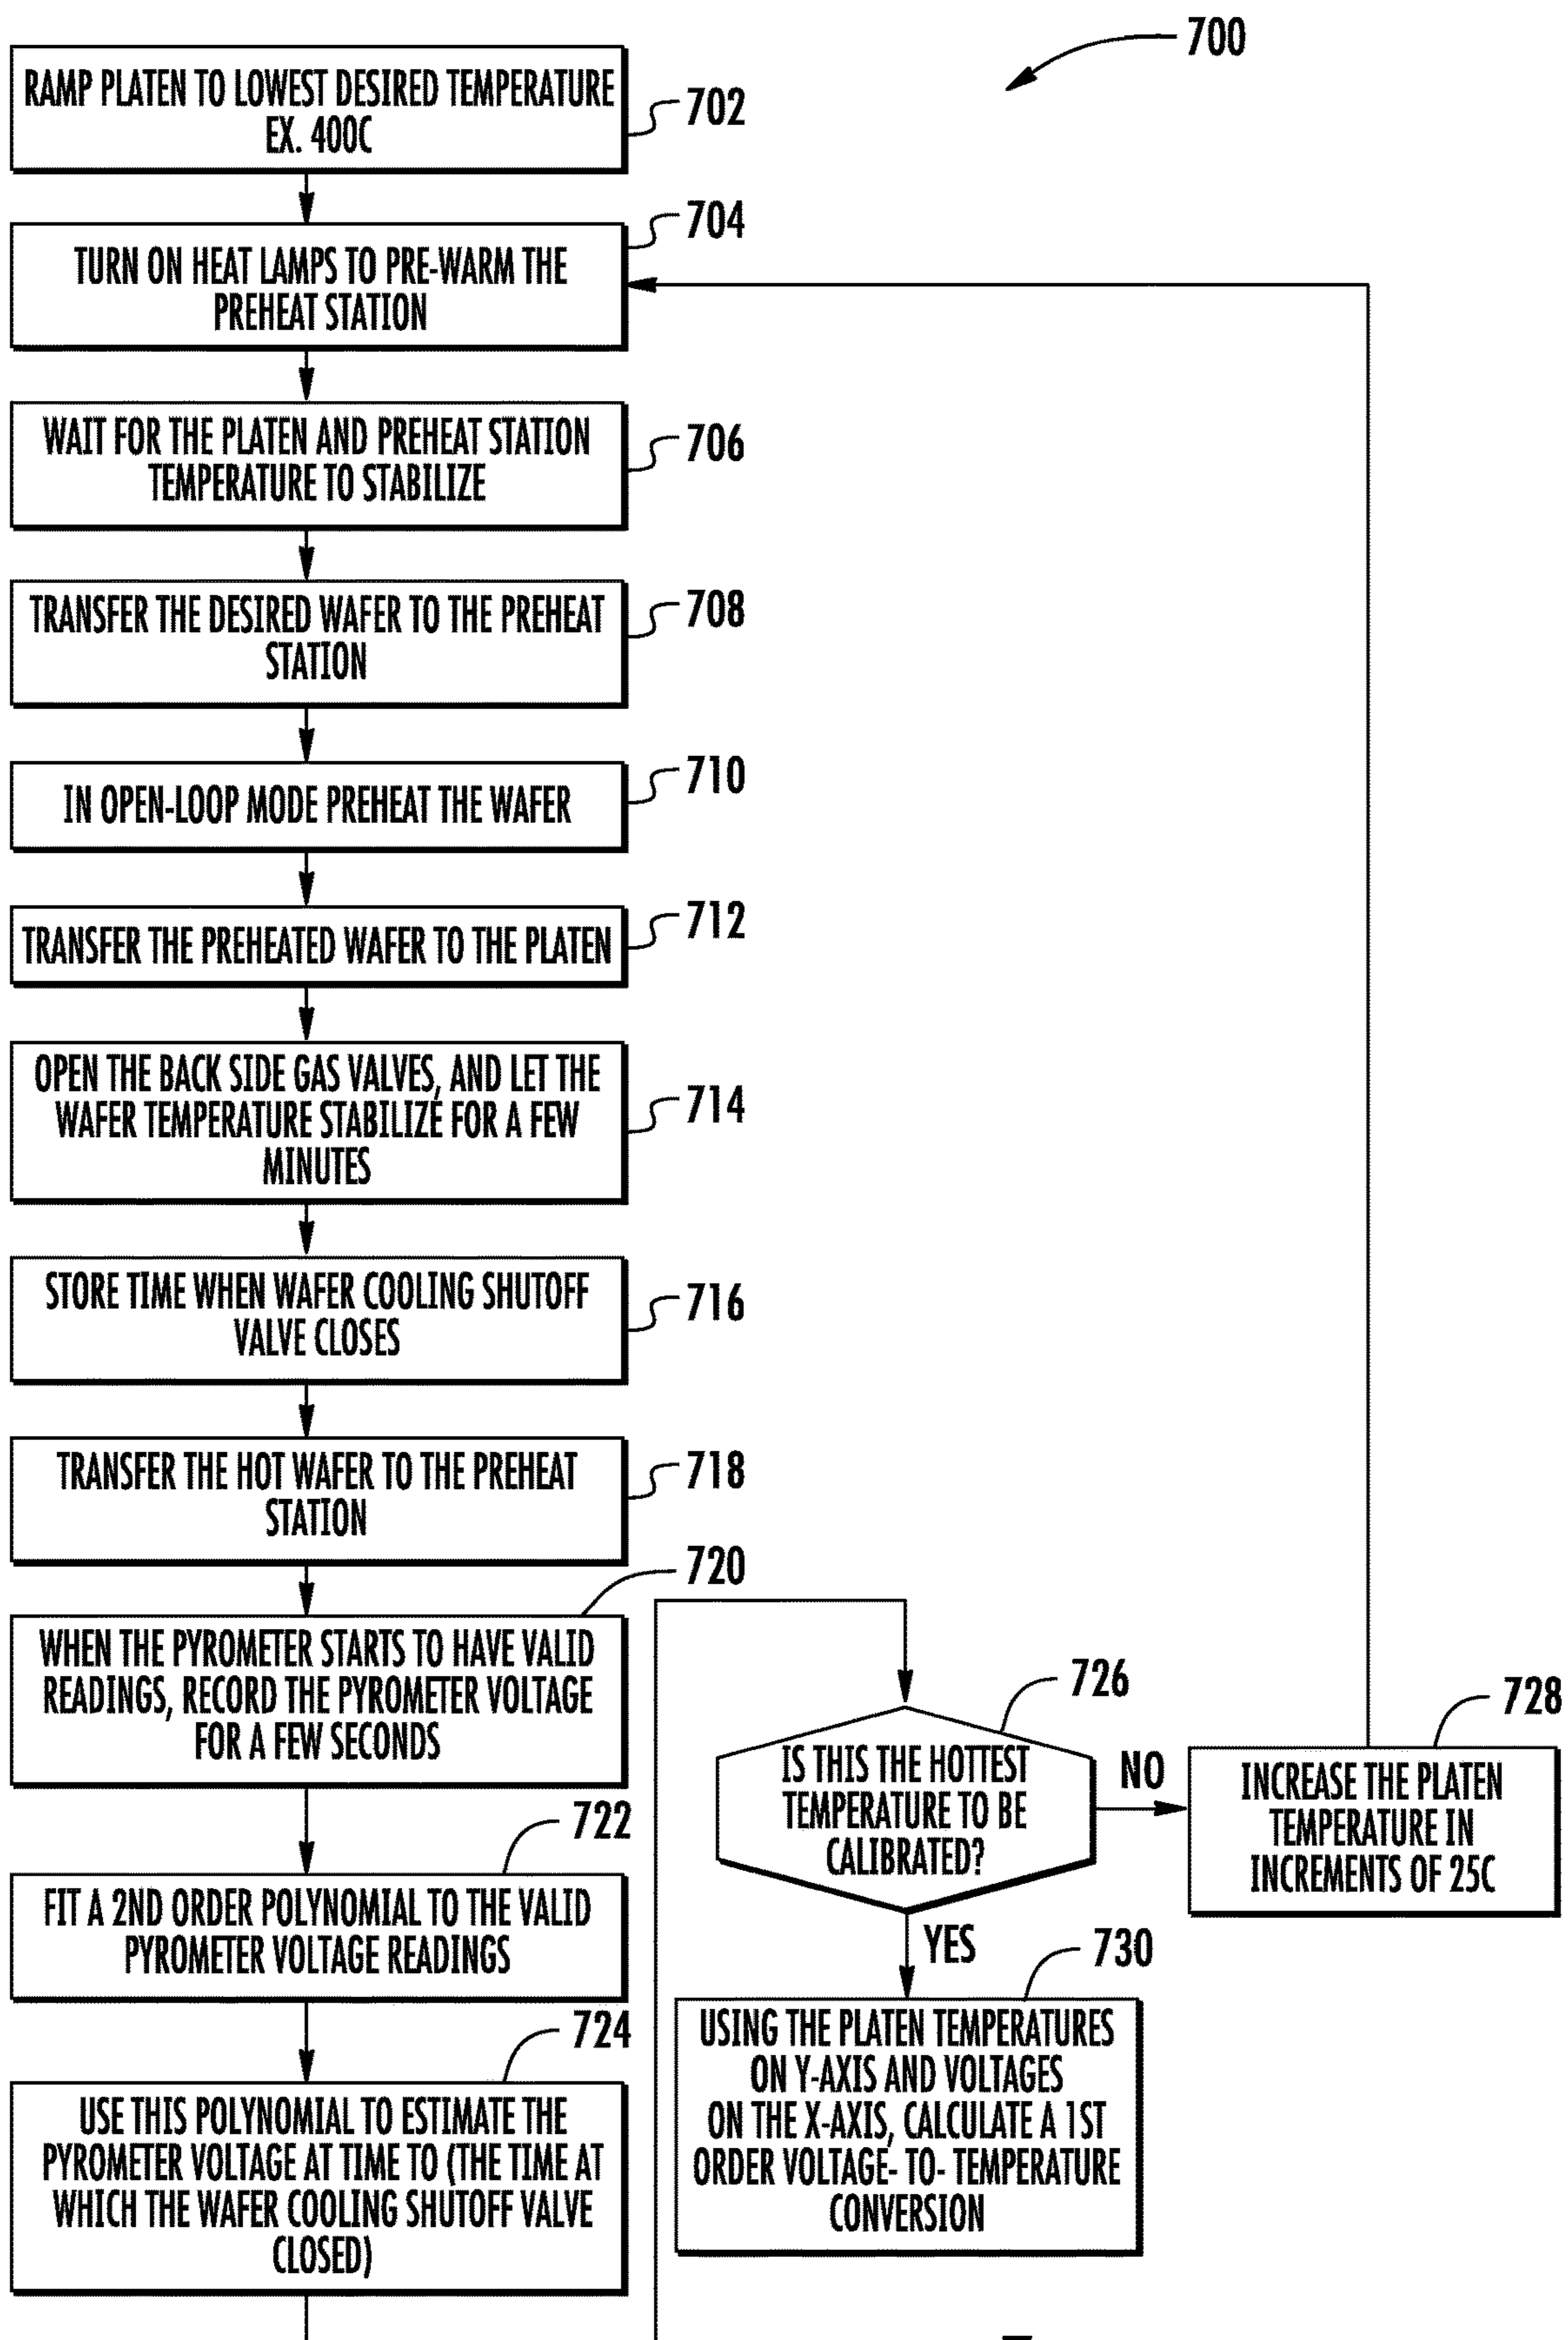 700
RAMP PLATEN TO LOWEST DESIRED TEMPERATURE
EX. 400C
702
704
TURN ON HEAT LAMPS TO PRE-WARM THE
PREHEAT STATION
WAIT FOR THE PLATEN AND PREHEAT STATION
TEMPERATURE TO STABILIZE
706
TRANSFER THE DESIRED WAFER TO THE PREHEAT
STATION
708
IN OPEN-LOOP MODE PREHEAT THE WAFER
710
TRANSFER THE PREHEATED WAFER TO THE PLATEN
712
OPEN THE BACK SIDE GAS VALVES, AND LET THE
WAFER TEMPERATURE STABILIZE FOR A FEW
MINUTES
714
STORE TIME WHEN WAFER COOLING SHUTOFF
VALVE CLOSES
716
TRANSFER THE HOT WAFER TO THE PREHEAT
STATION
718
720
WHEN THE PYROMETER STARTS TO HAVE VALID
READINGS, RECORD THE PYROMETER VOLTAGE
FOR A FEW SECONDS
722
FIT A 2ND ORDER POLYNOMIAL TO THE VALID
PYROMETER VOLTAGE READINGS
724
USE THIS POLYNOMIAL TO ESTIMATE THE
PYROMETER VOLTAGE AT TIME TO (THE TIME AT
WHICH THE WAFER COOLING SHUTOFF VALVE
CLOSED)
726
IS THIS THE HOTTEST
TEMPERATURE TO BE
CALIBRATED?
NO
728
INCREASE THE PLATEN
TEMPERATURE IN
INCREMENTS OF 25C
YES
730
USING THE PLATEN TEMPERATURES
ON Y-AXIS AND VOLTAGES
ON THE X-AXIS, CALCULATE A 1ST
ORDER VOLTAGE- TO- TEMPERATURE
CONVERSION